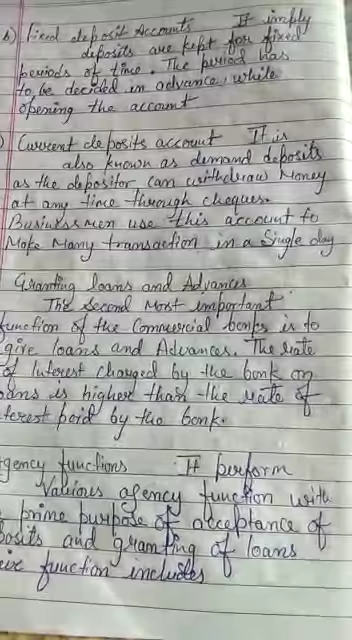 b) Fixed deposit Accounts It imply
deposits are kept for fixed
periods of time. The period has
to be decided in advance, while
opening the account
) Current deposits account It is
also known as demand deposits
as the depositor can withdraw money
at any time through cheques.
Businessmen use this account to
Make Many transaction in a Single day
Granting loans and Advances
The second most important
function of the Commercial banks is to
give loans and Advances. The rate
of Interest charged by the bank on
oans is higher than the rate of
terest paid by the bank.
gency functions It perform
Various agency function with
prime purpose of acceptance of
posits and granting of loans
function includes